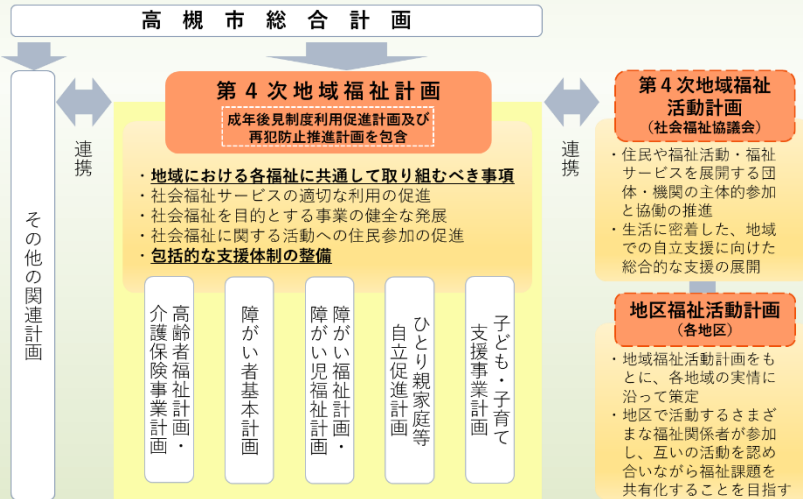 高槻市総合計画
第４次地域福祉計画
成年後見制度利用促進計画及び
再犯防止推進計画を包含
・地域における各福祉に共通して取り組むべき事項
・社会福祉サービスの適切な利用の促進
・社会福祉を目的とする事業の健全な発展
・社会福祉に関する活動への住民参加の促進
・包括的な支援体制の整備
連携
連携
その他の関連計画
高齢者福祉計画・
介護保険事業計画
障がい者基本計画
障がい福祉計画・
障がい児福祉計画
ひとり親家庭等
自立促進計画
子ども・子育て
支援事業計画
第４次地域福祉
活動計画
（社会福祉協議会）
・住民や福祉活動・福祉
サービスを展開する団
体・機関の主体的参加
と協働の推進
・生活に密着した、地域
での自立支援に向けた
総合的な支援の展開
地区福祉活動計画
（各地区）
・地域福祉活動計画をも
とに、各地域の実情に
沿って策定
・地区で活動するさまざ
まな福祉関係者が参加
し、互いの活動を認め
合いながら福祉課題を
共有化することを目指す